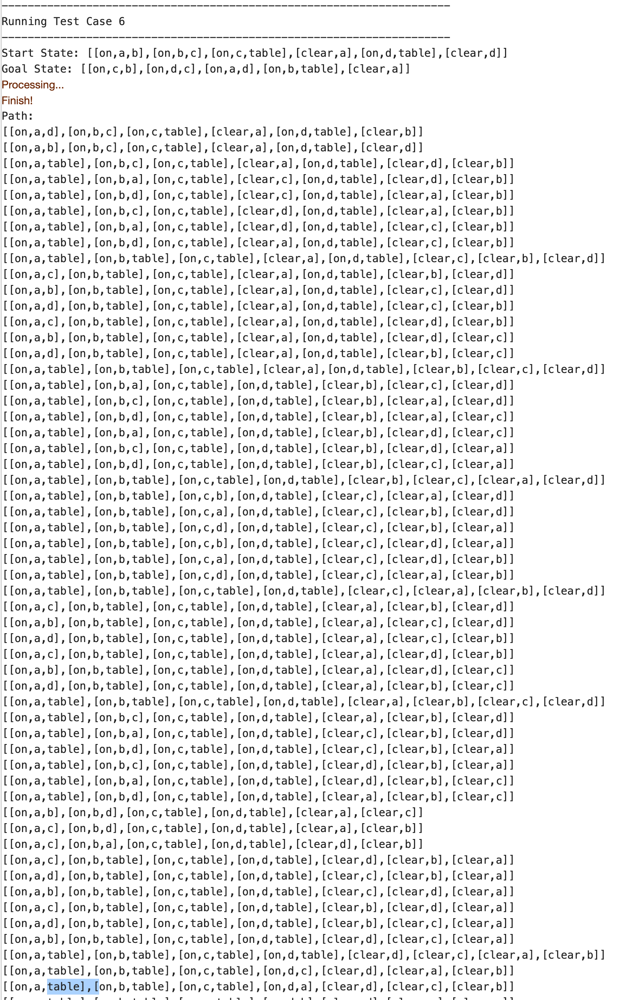 ---------------------------------------------------------------------
Running Test Case 6
---------------------------------------------------------------------
Start State: [[on,a,b],[on,b,c],[on,c,table],[clear,a],[on,d,table],[clear,d]]
Goal State: [[on,c,b],[on,d,c],[on,a,d],[on,b,table],[clear,a]]
Processing...
Finish!
Path:
[[on,a,d],[on,b,c],[on,c,table],[clear,a],[on,d,table],[clear,b]]
[[on,a,b],[on,b,c],[on,c,table],[clear,a],[on,d,table],[clear,d]]
[[on,a,table],[on,b,c],[on,c,table],[clear,a],[on,d,table],[clear,d],[clear,b]]
[[on,a,table],[on,b,a],[on,c,table],[clear,c],[on,d,table],[clear,d],[clear,b]]
[[on,a,table],[on,b,d],[on,c,table],[clear,c],[on,d,table],[clear,a],[clear,b]]
[[on,a,table],[on,b,c],[on,c,table],[clear,d],[on,d,table],[clear,a],[clear,b]]
[[on,a,table],[on,b,a],[on,c,table],[clear,d],[on,d,table],[clear,c],[clear,b]]
[[on,a,table],[on,b,d],[on,c,table],[clear,a],[on,d,table],[clear,c],[clear,b]]
[[on,a,table],[on,b,table],[on,c,table],[clear,a],[on,d,table],[clear,c],[clear,b],[clear,d]]
[[on,a,c],[on,b,table],[on,c,table],[clear,a],[on,d,table],[clear,b],[clear,d]]
[[on,a,b],[on,b,table],[on,c,table],[clear,a],[on,d,table],[clear,c],[clear,d]]
[[on,a,d],[on,b,table],[on,c,table],[clear,a],[on,d,table],[clear,c],[clear,b]]
[[on,a,c],[on,b,table],[on,c,table],[clear,a],[on,d,table],[clear,d],[clear,b]]
[[on,a,b],[on,b,table],[on,c,table],[clear,a],[on,d,table],[clear,d],[clear,c]]
[[on,a,d],[on,b,table],[on,c,table],[clear,a],[on,d,table],[clear,b],[clear,c]]
[[on,a,table],[on,b,table],[on,c,table],[clear,a],[on,d,table],[clear,b],[clear,c],[clear,d]]
[[on,a,table],[on,b,a],[on,c,table],[on,d,table],[clear,b],[clear,c],[clear,d]]
[[on,a,table],[on,b,c],[on,c,table],[on,d,table],[clear,b],[clear,a],[clear,d]]
[[on,a,table],[on,b,d],[on,c,table],[on,d,table],[clear,b],[clear,a],[clear,c]]
[[on,a,table],[on,b,a],[on,c,table],[on,d,table],[clear,b],[clear,d],[clear,c]]
[[on,a,table],[on,b,c],[on,c,table],[on,d,table],[clear,b],[clear,d],[clear,a]]
[[on,a,table],[on,b,d],[on,c,table],[on,d,table],[clear,b],[clear,c],[clear,a]]
[[on,a,table],[on,b,table],[on,c,table],[on,d,table],[clear,b],[clear,c],[clear,a],[clear,d]]
[[on,a,table],[on,b,table],[on,c,b],[on,d,table],[clear,c],[clear,a],[clear,d]]
[[on,a,table],[on,b,table],[on,c,a],[on,d,table],[clear,c],[clear,b],[clear,d]]
[[on,a,table],[on,b,table],[on,c,d],[on,d,table],[clear,c],[clear,b],[clear,a]]
[[on,a,table],[on,b,table],[on,c,b],[on,d,table],[clear,c],[clear,d],[clear,a]]
[[on,a,table],[on,b,table],[on,c,a],[on,d,table],[clear,c],[clear,d],[clear,b]]
[[on,a,table],[on,b,table],[on,c,d],[on,d,table],[clear,c],[clear,a],[clear,b]]
[[on,a,table],[on,b,table],[on,c,table],[on,d,table],[clear,c],[clear,a],[clear,b],[clear,d]]
[[on,a,c],[on,b,table],[on,c,table],[on,d,table],[clear,a],[clear,b],[clear,d]]
[[on,a,b],[on,b,table],[on,c,table],[on,d,table],[clear,a],[clear,c],[clear,d]]
[[on,a,d],[on,b,table],[on,c,table],[on,d,table],[clear,a],[clear,c],[clear,b]]
[[on,a,c],[on,b,table],[on,c,table],[on,d,table],[clear,a],[clear,d],[clear,b]]
[[on,a,b],[on,b,table],[on,c,table],[on,d,table],[clear,a],[clear,d],[clear,c]]
[[on,a,d],[on,b,table],[on,c,table],[on,d,table],[clear,a],[clear,b],[clear,c]]
[[on,a,table],[on,b,table],[on,c,table],[on,d,table],[clear,a],[clear,b],[clear,c],[clear,d]]
[[on,a,table],[on,b,c],[on,c,table],[on,d,table],[clear,a],[clear,b],[clear,d]]
[[on,a,table],[on,b,a],[on,c,table],[on,d,table],[clear,c],[clear,b],[clear,d]]
[[on,a,table],[on,b,d],[on,c,table],[on,d,table],[clear,c],[clear,b],[clear,a]]
[[on,a,table],[on,b,c],[on,c,table],[on,d,table],[clear,d],[clear,b],[clear,a]]
[[on,a,table],[on,b,a],[on,c,table],[on,d,table],[clear,d],[clear,b],[clear,c]]
[[on,a,table],[on,b,d],[on,c,table],[on,d,table],[clear,a],[clear,b],[clear,c]]
[[on,a,b],[on,b,d],[on,c,table],[on,d,table],[clear,a],[clear,c]]
[[on,a,c],[on,b,d],[on,c,table],[on,d,table],[clear,a],[clear,b]]
[[on,a,c],[on,b,a],[on,c,table],[on,d,table],[clear,d],[clear,b]]
[[on,a,c],[on,b,table],[on,c,table],[on,d,table],[clear,d],[clear,b],[clear,a]]
[[on,a,d],[on,b,table],[on,c,table],[on,d,table],[clear,c],[clear,b],[clear,a]]
[[on,a,b],[on,b,table],[on,c,table],[on,d,table],[clear,c],[clear,d],[clear,a]]
[[on,a,c],[on,b,table],[on,c,table],[on,d,table],[clear,b],[clear,d],[clear,a]]
[[on,a,d],[on,b,table],[on,c,table],[on,d,table],[clear,b],[clear,c],[clear,a]]
[[on,a,b],[on,b,table],[on,c,table],[on,d,table],[clear,d],[clear,c],[clear,a]]
[[on,a,table],[on,b,table],[on,c,table],[on,d,table],[clear,d],[clear,c],[clear,a],[clear,b]]
[[on,a,table],[on,b,table],[on,c,table],[on,d,c],[clear,d],[clear,a],[clear,b]]
[[on,a,table],[on,b,table],[on,c,table],[on,d,a],[clear,d],[clear,c],[clear,b]]